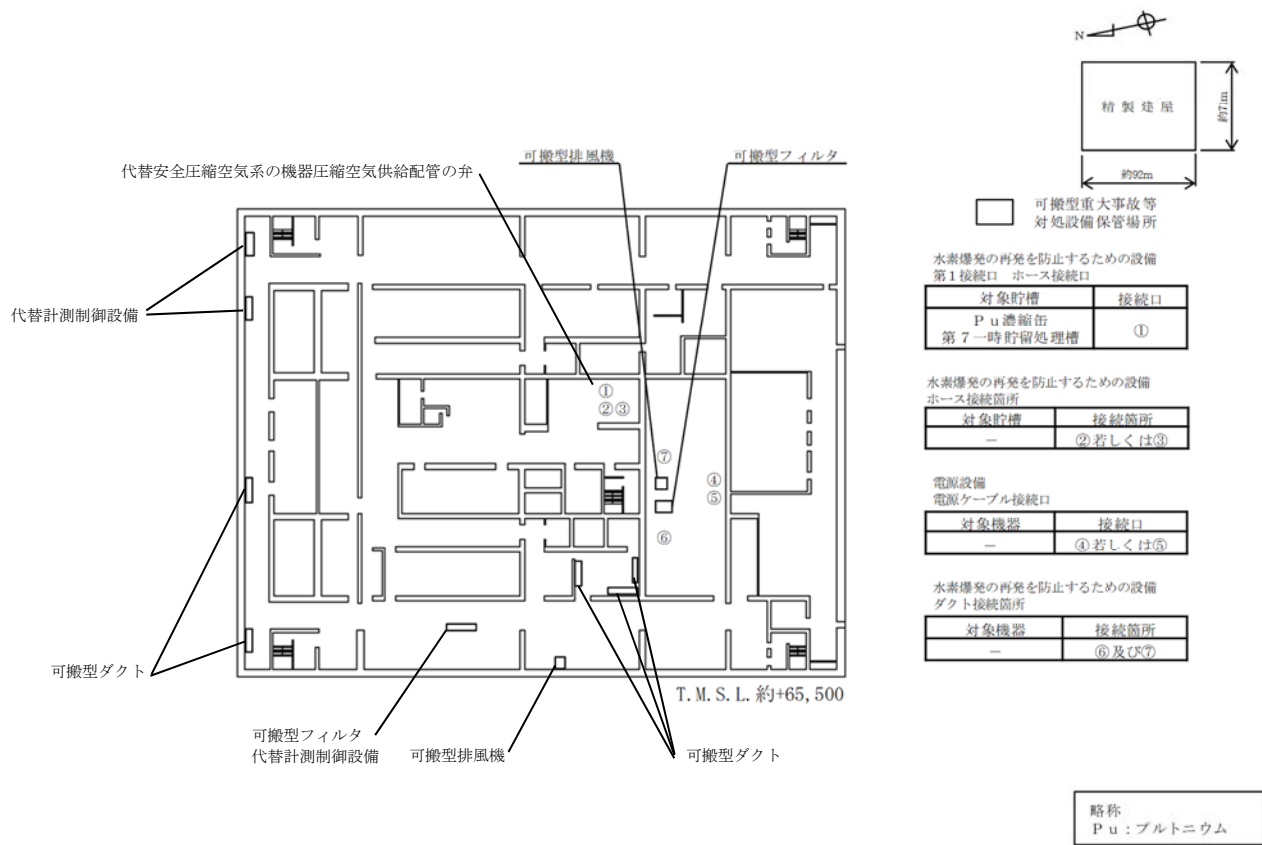 N
精製建屋
約71m
約92m
可搬型重大事故等
対処設備保管場所
可搬型排風機
可搬型フィルタ
代替安全圧縮空気系の機器圧縮空気供給配管の弁
代替計測制御設備
①
②③
⑦
④
⑤
⑥
可搬型ダクト
T.M.S.L.約+65,500
可搬型フィルタ
代替計測制御設備
可搬型排風機
可搬型ダクト
水素爆発の再発を防止するための設備
第1接続口 ホース接続口
対象貯槽 接続口
Pu濃縮缶
第7一時貯留処理槽
①
水素爆発の再発を防止するための設備
ホース接続箇所
対象貯槽 接続箇所
― ②若しくは③
電源設備
電源ケーブル接続口
対象機器 接続口
― ④若しくは⑤
水素爆発の再発を防止するための設備
ダクト接続箇所
対象機器 接続箇所
― ⑥及び⑦
略称
Pu:プルトニウム